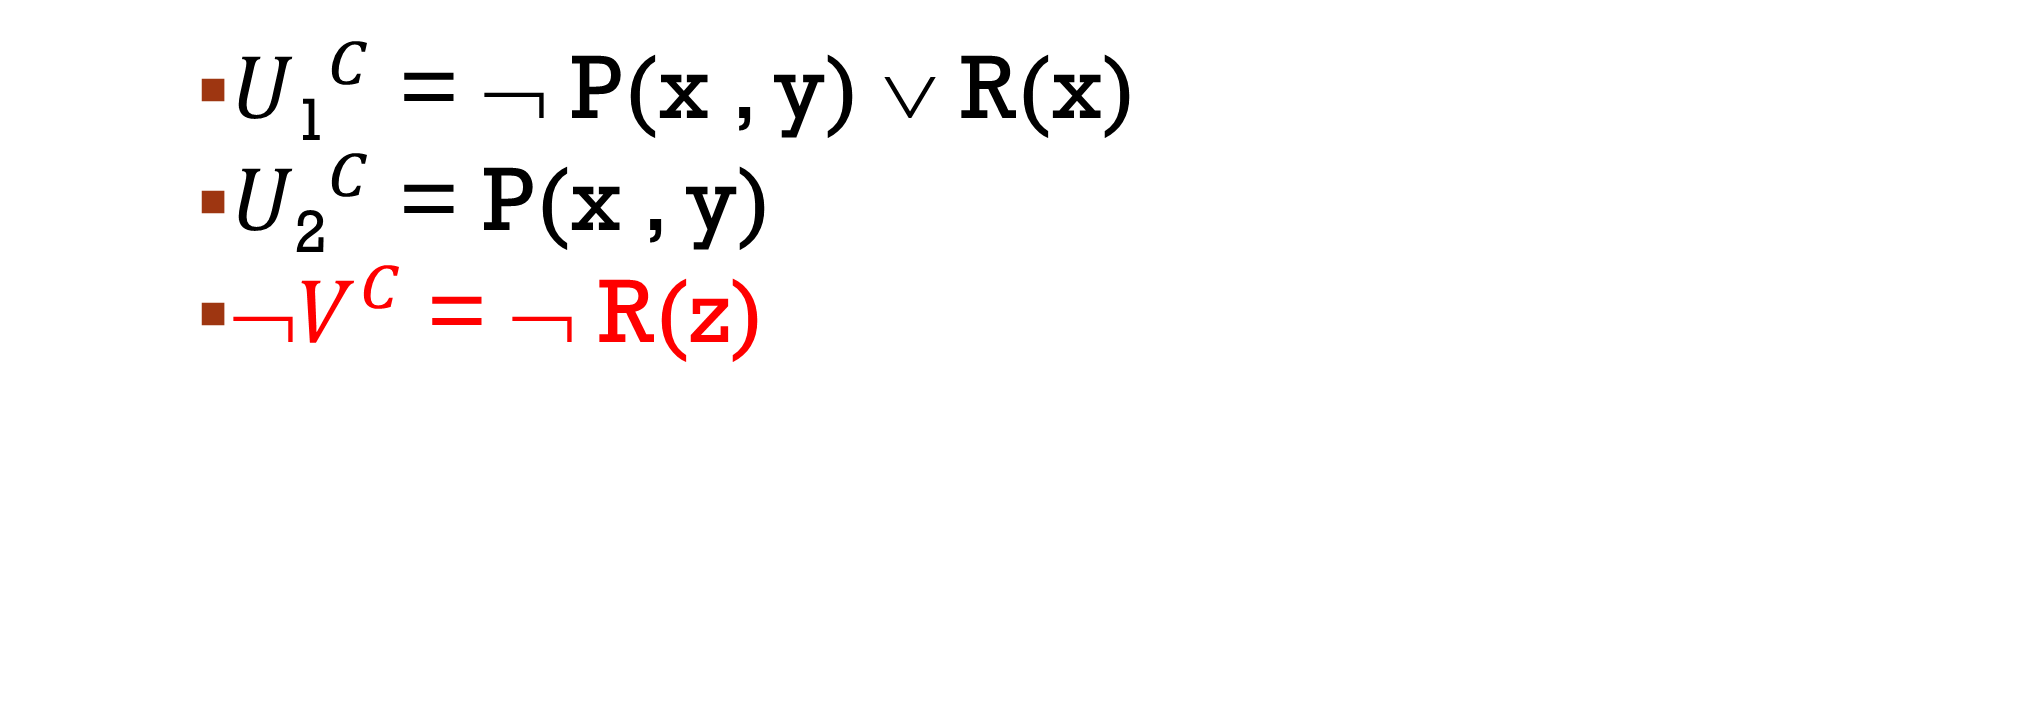 ▪U₁ᶜ = ¬ P(x , y) ∨ R(x)
▪U₂ᶜ = P(x , y)
▪¬Vᶜ = ¬ R(z)